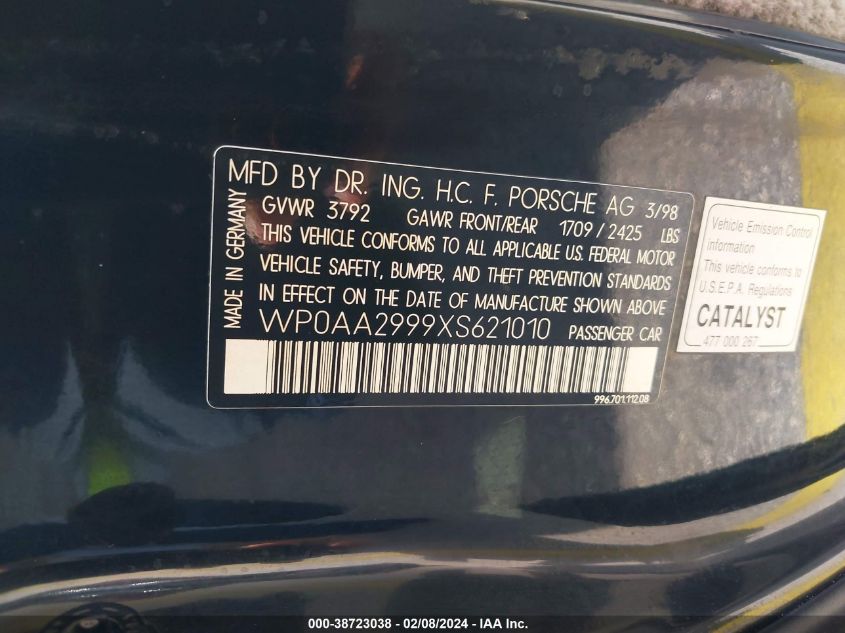 MFD BY DR. ING. H.C. F. PORSCHE AG 3/98
GVWR 3792 GAWR FRONT/REAR 1709 / 2425 LBS
THIS VEHICLE CONFORMS TO ALL APPLICABLE U.S. FEDERAL MOTOR
VEHICLE SAFETY, BUMPER, AND THEFT PREVENTION STANDARDS
IN EFFECT ON THE DATE OF MANUFACTURE SHOWN ABOVE
WP0AA2999XS621010 PASSENGER CAR
996.701.112.08
MADE IN GERMANY
Vehicle Emission Control
information
This vehicle conforms to
U.S.E.P.A. Regulations
CATALYST
477 000 267
000-38723038 - 02/08/2024 - IAA Inc.